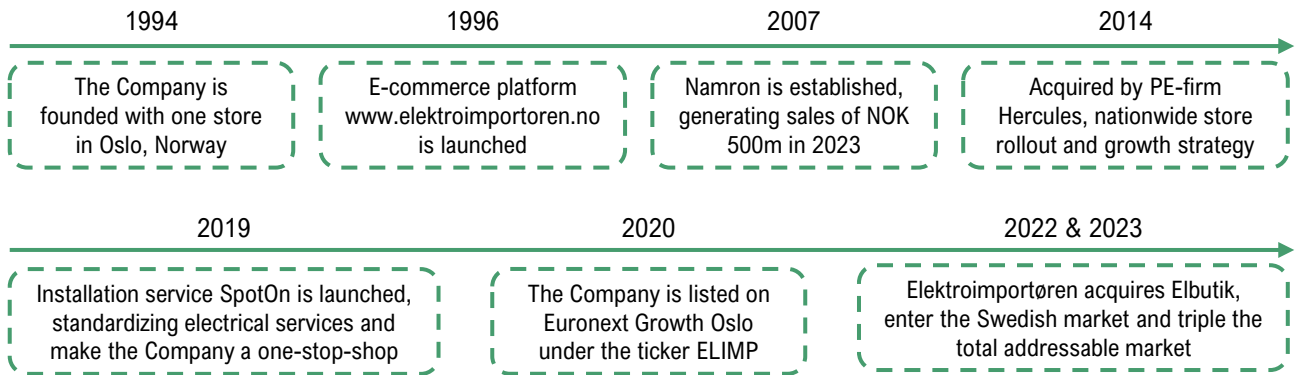 1994
1996
2007
2014
The Company is
founded with one store
in Oslo, Norway
E-commerce platform
www.elektroimportoren.no
is launched
Namron is established,
generating sales of NOK
500m in 2023
Acquired by PE-firm
Hercules, nationwide store
rollout and growth strategy
2019
2020
2022 & 2023
Installation service SpotOn is launched,
standardizing electrical services and
make the Company a one-stop-shop
The Company is listed on
Euronext Growth Oslo
under the ticker ELIMP
Elektroimportøren acquires Elbutik,
enter the Swedish market and triple the
total addressable market